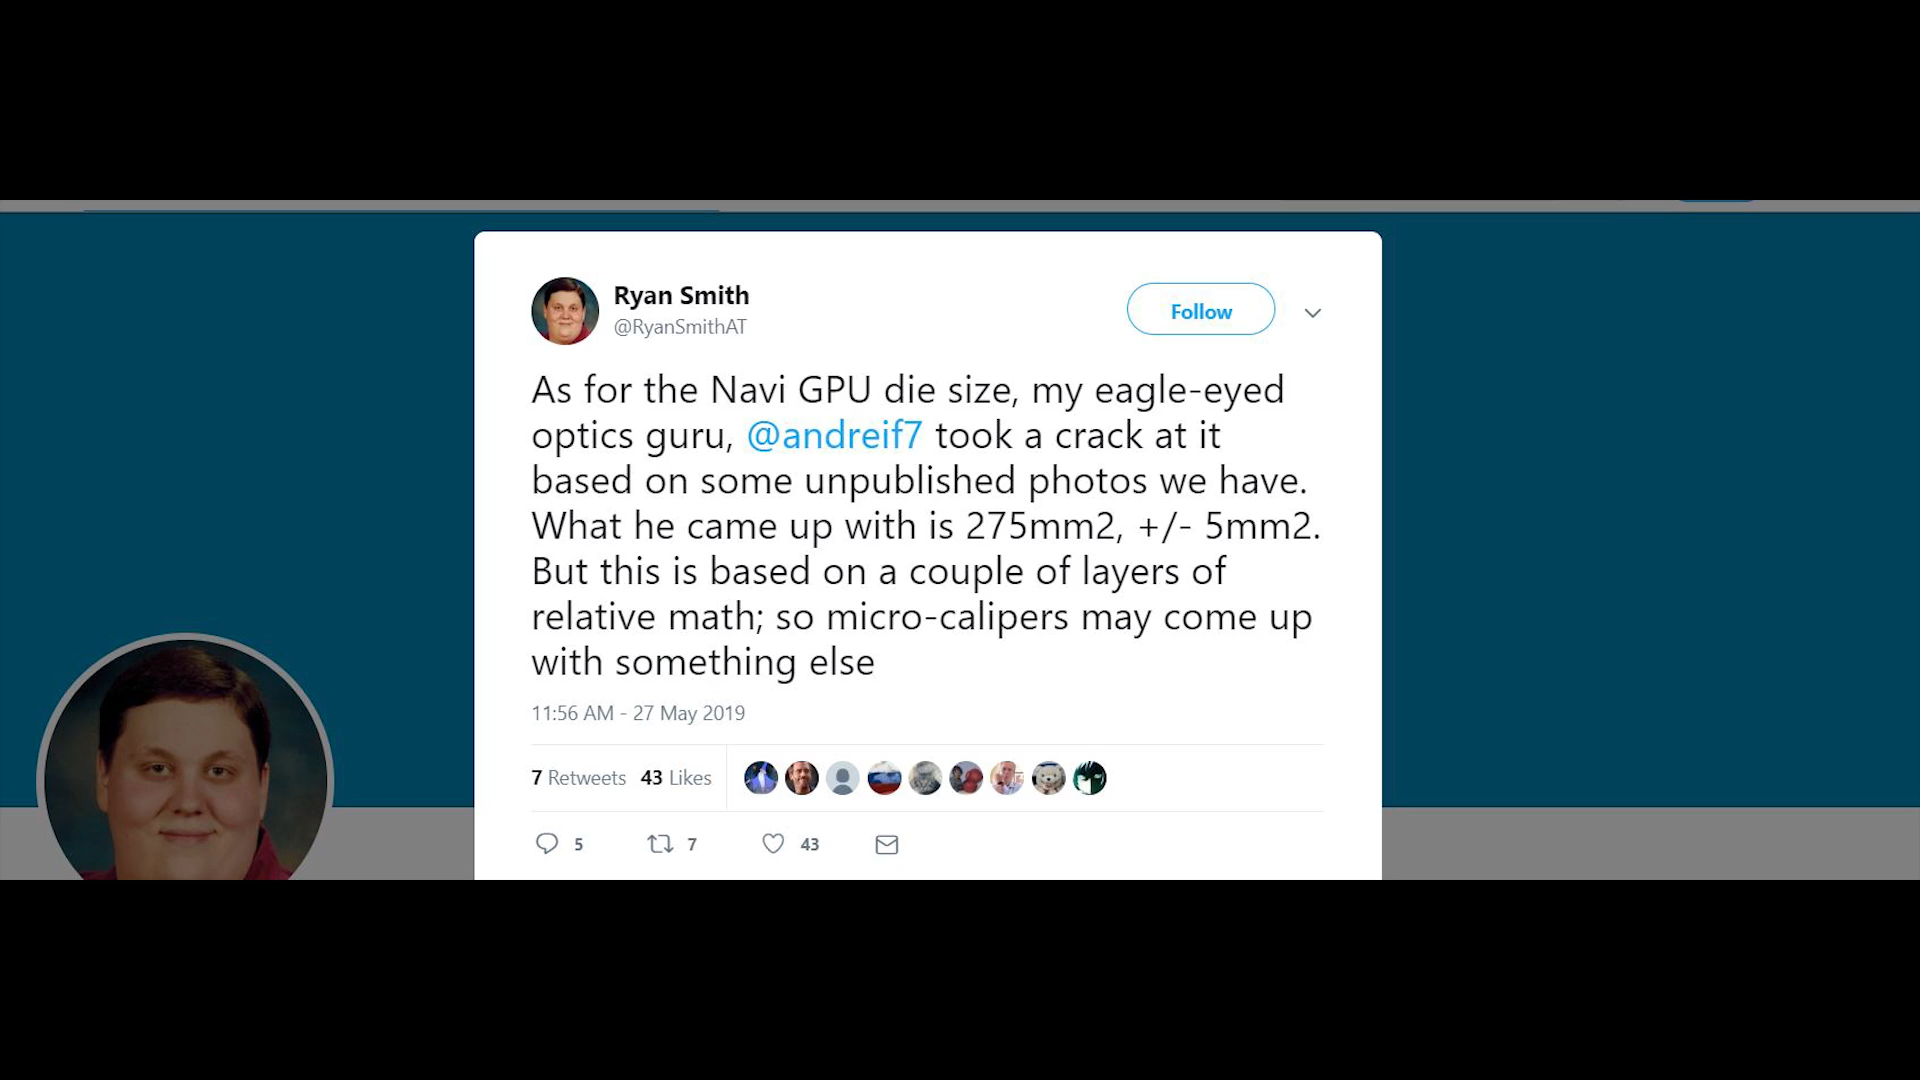 Ryan Smith
@RyanSmithAT
Follow
As for the Navi GPU die size, my eagle-eyed
optics guru, @andreif7 took a crack at it
based on some unpublished photos we have.
What he came up with is 275mm2, +/- 5mm2.
But this is based on a couple of layers of
relative math; so micro-calipers may come up
with something else
11:56 AM - 27 May 2019
7 Retweets 43 Likes
5 7 43